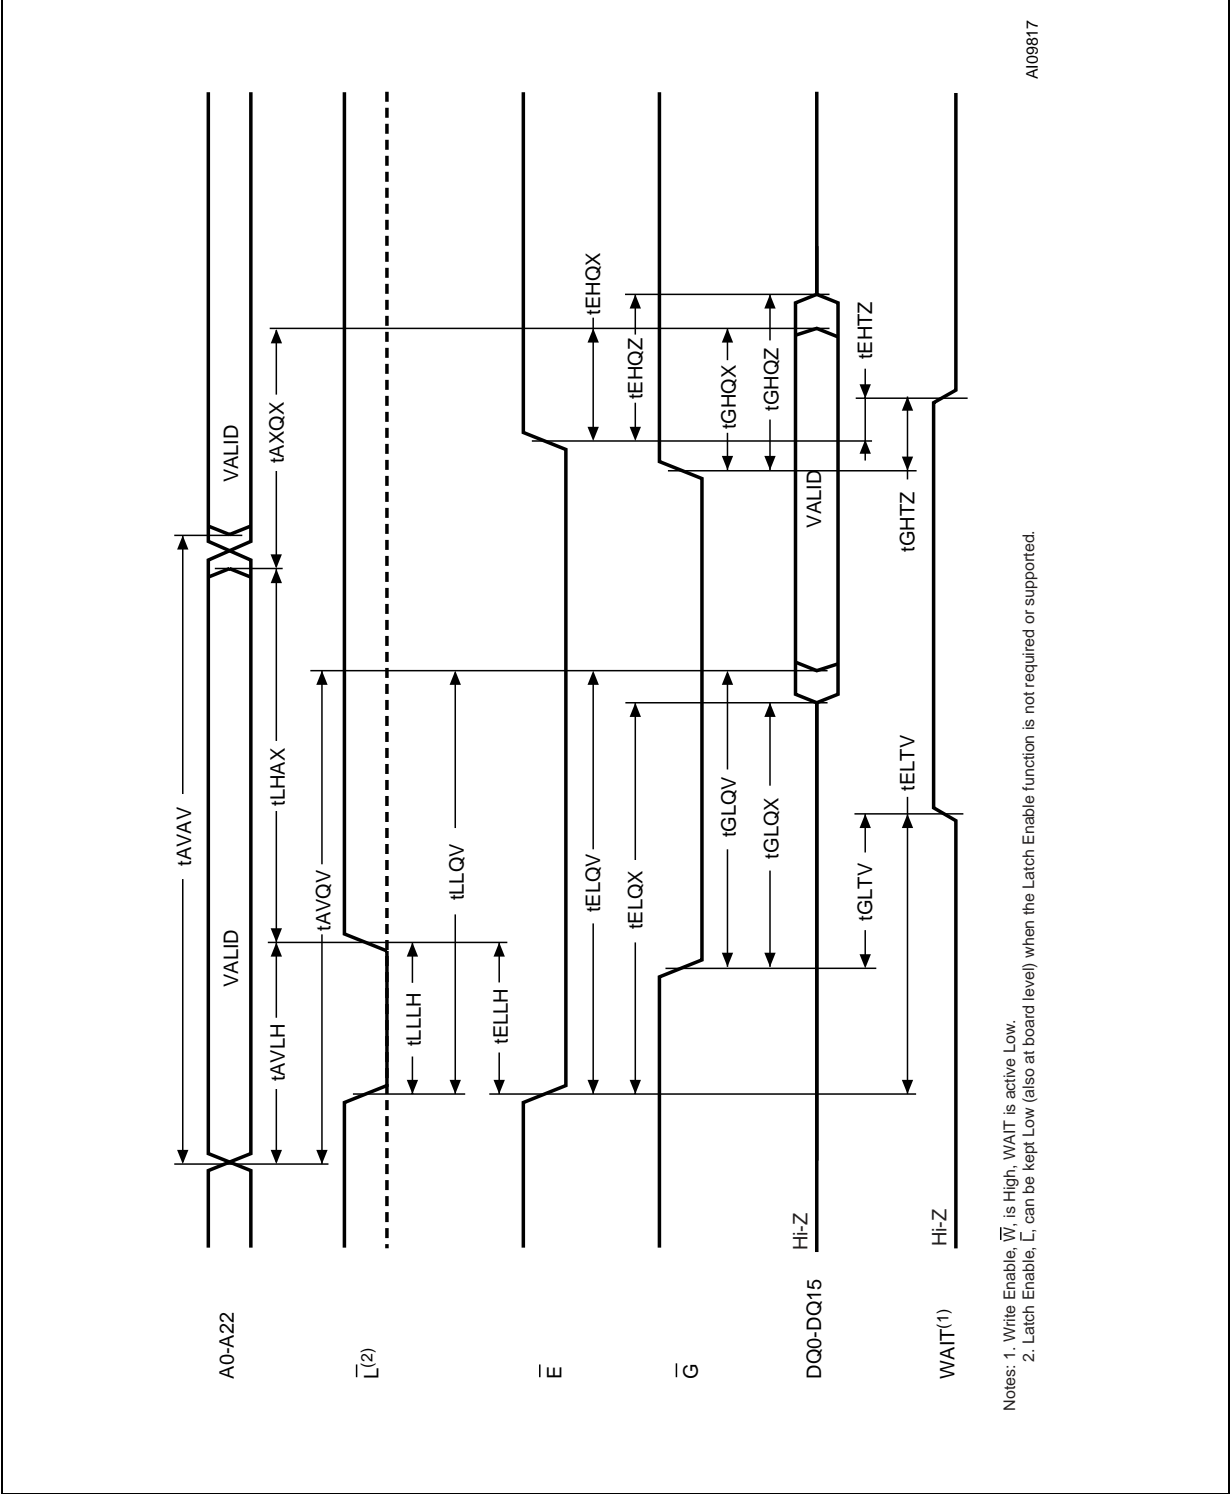 A0-A22
VALID
VALID
tAVAV
tAVLH
tLHAX
tAXQX
tAVQV
L(2)
tLLLH
tLLQV
tELLH
E
tELQV
tEHQX
tELQX
tEHQZ
G
tGLQV
tGHQX
tGLQX
tGHQZ
DQ0-DQ15
Hi-Z
VALID
tGLTV
tEHTZ
tELTV
tGHTZ
WAIT(1)
Hi-Z
Notes: 1. Write Enable, W, is High, WAIT is active Low.
2. Latch Enable, L, can be kept Low (also at board level) when the Latch Enable function is not required or supported.
AI09817